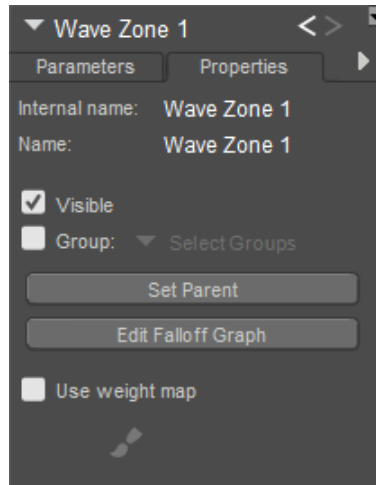 Wave Zone 1
Parameters Properties
Internal name: Wave Zone 1
Name: Wave Zone 1
Visible
Group: Select Groups
Set Parent
Edit Falloff Graph
Use weight map